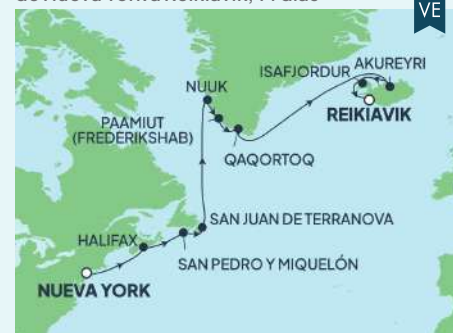 VE
AKUREYRI
ISAFJORDUR
NUUK
REIKIAVIK
PAAMIUT
(FREDERIKSHAB)
QAQORTOQ
SAN JUAN DE TERRANOVA
HALIFAX
SAN PEDRO Y MIQUELÓN
NUEVA YORK